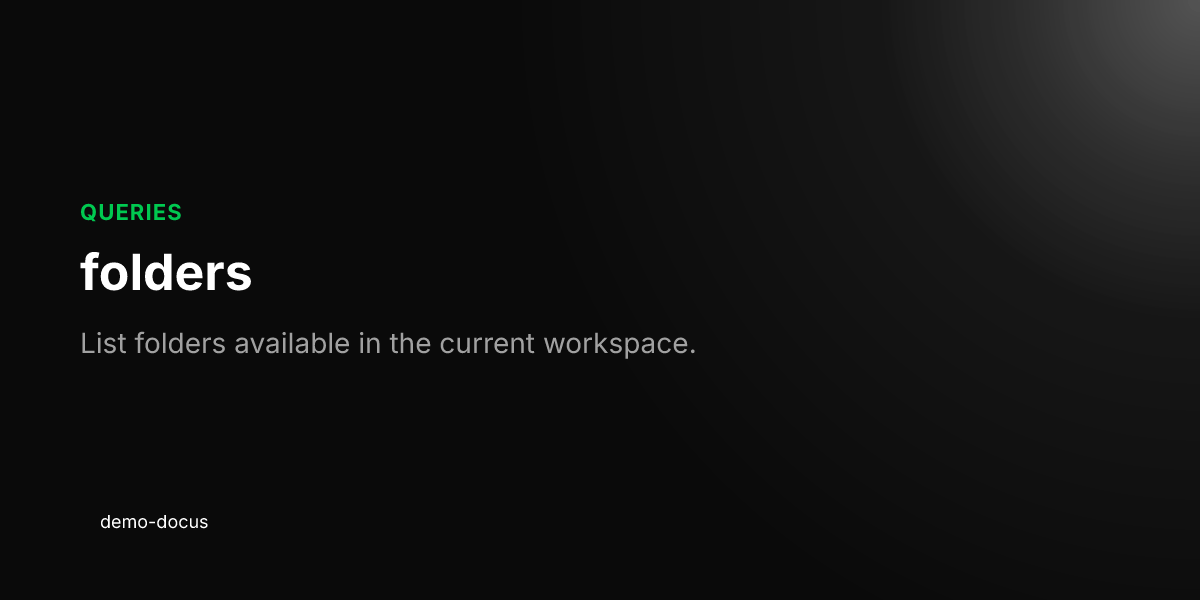 QUERIES
folders
List folders available in the current workspace.
demo-docus